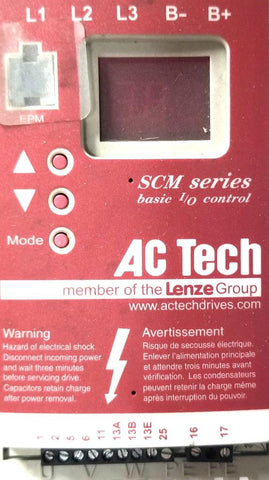 L1 L2 L3 B- B+
EPM
SCM series
basic I/O control
Mode
AC Tech
member of the Lenze Group
www.actechdrives.com
Warning
Hazard of electrical shock.
Disconnect incoming power
and wait three minutes
before servicing drive.
Capacitors retain charge
after power removed.
Avertissement
Risque de secousse électrique.
Enlever l'alimentation principale
et attendre trois minutes avant
vérification. Les condensateurs
peuvent retenir la charge même
après interruption du pouvoir.
1 2 5 6 11 13A 13B 13E 25 16 17
U V W PE PE